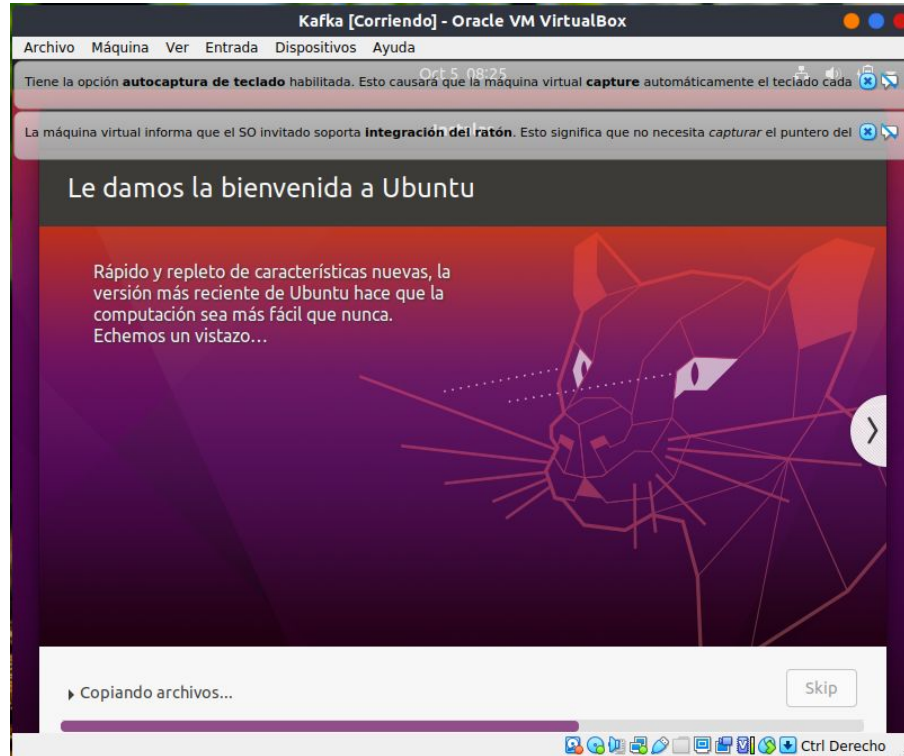 Kafka [Corriendo] - Oracle VM VirtualBox
Archivo Máquina Ver Entrada Dispositivos Ayuda
Oct 5 08:25
Tiene la opción autocaptura de teclado habilitada. Esto causará que la máquina virtual capture automáticamente el teclado cada
La máquina virtual informa que el SO invitado soporta integración del ratón. Esto significa que no necesita capturar el puntero del
Le damos la bienvenida a Ubuntu
Rápido y repleto de características nuevas, la
versión más reciente de Ubuntu hace que la
computación sea más fácil que nunca.
Echemos un vistazo...
Copiando archivos...
Skip
Ctrl Derecho